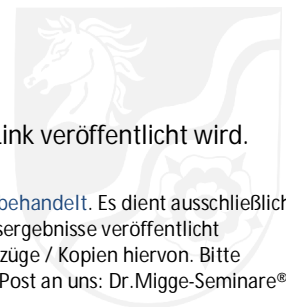 Link veröffentlicht wird.
behandelt. Es dient ausschließlich
sergebnisse veröffentlicht
züge / Kopien hiervon. Bitte
Post an uns: Dr.Migge-Seminare®